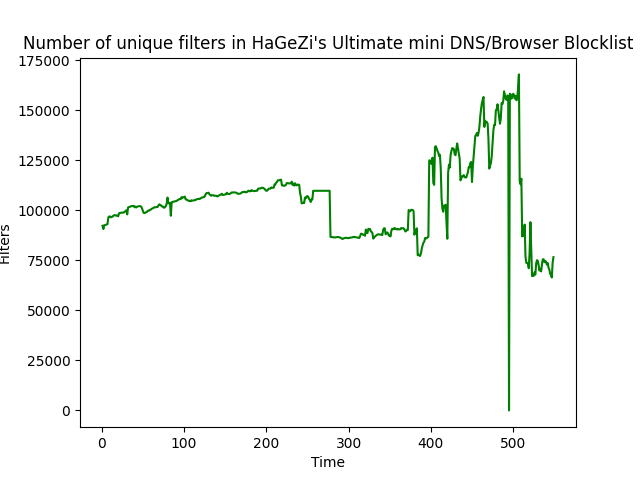 Number of unique filters in HaGeZi's Ultimate mini DNS/Browser Blocklist
175000
150000
125000
100000
75000
50000
25000
0
Filters
0 100 200 300 400 500
Time